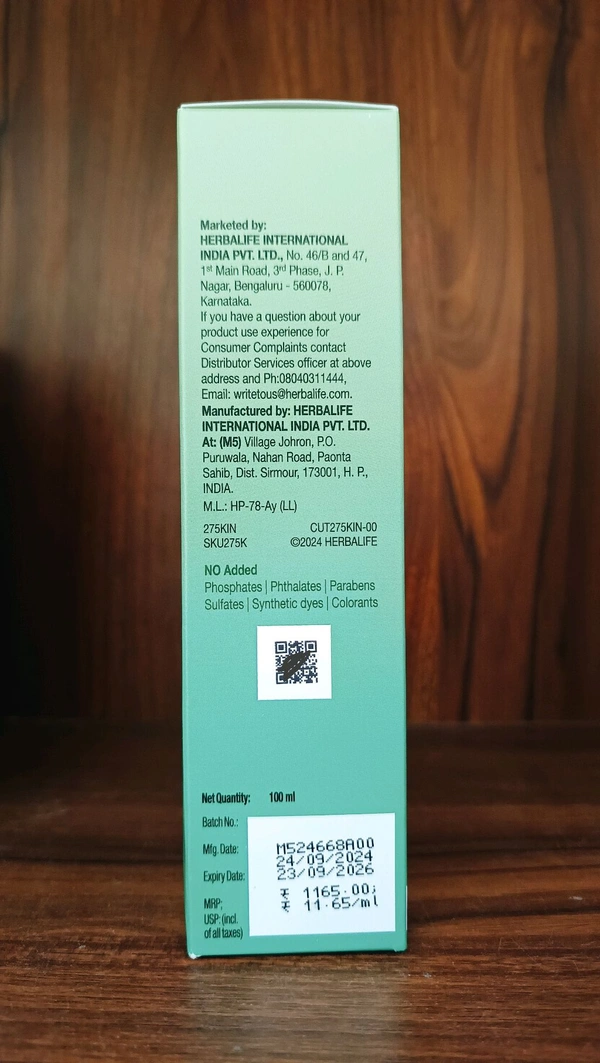 Marketed by:
HERBALIFE INTERNATIONAL
INDIA PVT. LTD., No. 46/B and 47,
1st Main Road, 3rd Phase, J. P.
Nagar, Bengaluru - 560078,
Karnataka.
If you have a question about your
product use experience for
Consumer Complaints contact
Distributor Services officer at above
address and Ph:08040311444,
Email: writetous@herbalife.com.
Manufactured by: HERBALIFE
INTERNATIONAL INDIA PVT. LTD.
At: (M5) Village Johron, P.O.
Puruwala, Nahan Road, Paonta
Sahib, Dist. Sirmour, 173001, H. P.,
INDIA.
M.L.: HP-78-Ay (LL)
275KIN CUT275KIN-00
SKU275K ©2024 HERBALIFE
NO Added
Phosphates | Phthalates | Parabens
Sulfates | Synthetic dyes | Colorants
Net Quantity: 100 ml
Batch No.: M524668A00
Mfg. Date: 24/09/2024
Expiry Date: 23/09/2026
MRP: ₹ 1165.00;
USP: (incl. ₹ 11.65/ml
of all taxes)